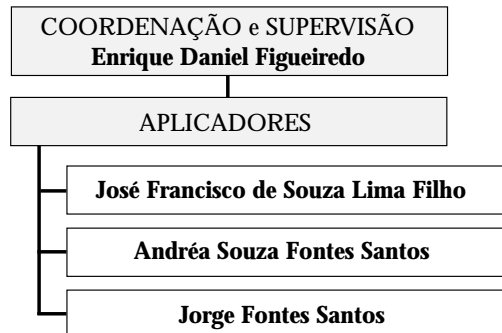 COORDENAÇÃO e SUPERVISÃO
Enrique Daniel Figueiredo
APLICADORES
José Francisco de Souza Lima Filho
Andréa Souza Fontes Santos
Jorge Fontes Santos